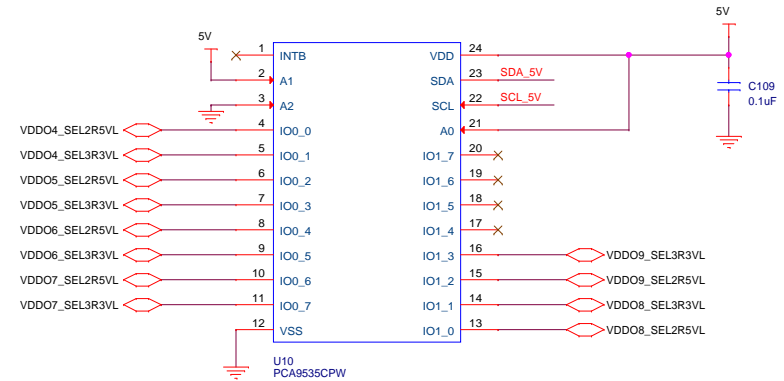 5V
5V
1 INTB VDD 24
2 A1 SDA 23 SDA_5V
3 A2 SCL 22 SCL_5V
C109
0.1uF
VDDO4_SEL2R5VL 4 IO0_0 A0 21
VDDO4_SEL3R3VL 5 IO0_1 IO1_7 20
VDDO5_SEL2R5VL 6 IO0_2 IO1_6 19
VDDO5_SEL3R3VL 7 IO0_3 IO1_5 18
VDDO6_SEL2R5VL 8 IO0_4 IO1_4 17
VDDO6_SEL3R3VL 9 IO0_5 IO1_3 16 VDDO9_SEL3R3VL
VDDO7_SEL2R5VL 10 IO0_6 IO1_2 15 VDDO9_SEL2R5VL
VDDO7_SEL3R3VL 11 IO0_7 IO1_1 14 VDDO8_SEL3R3VL
12 VSS IO1_0 13 VDDO8_SEL2R5VL
U10
PCA9535CPW